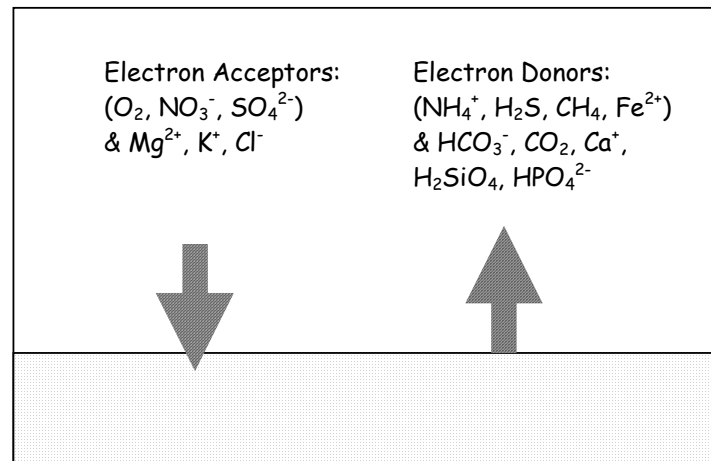 Electron Acceptors:
(O₂, NO₃⁻, SO₄²⁻)
& Mg²⁺, K⁺, Cl⁻
Electron Donors:
(NH₄⁺, H₂S, CH₄, Fe²⁺)
& HCO₃⁻, CO₂, Ca⁺,
H₂SiO₄, HPO₄²⁻